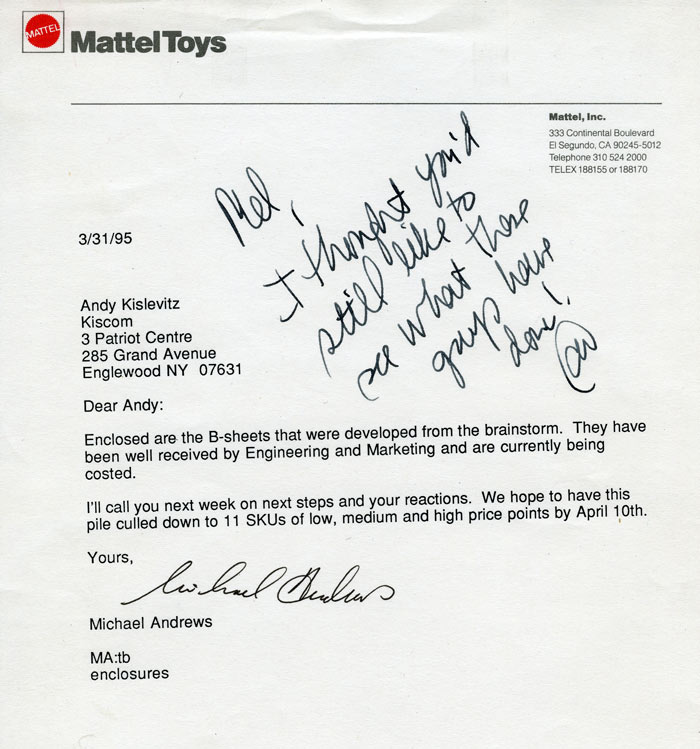 MATTEL
Mattel Toys
Mattel, Inc.
333 Continental Boulevard
El Segundo, CA 90245-5012
Telephone 310 524 2000
TELEX 188155 or 188170
Mel,
I thought you'd
still like to
see what these
guys have
done!
3/31/95
Andy Kislevitz
Kiscom
3 Patriot Centre
285 Grand Avenue
Englewood NY 07631
Dear Andy:
Enclosed are the B-sheets that were developed from the brainstorm. They have
been well received by Engineering and Marketing and are currently being
costed.
I'll call you next week on next steps and your reactions. We hope to have this
pile culled down to 11 SKUs of low, medium and high price points by April 10th.
Yours,
Michael Andrews
Michael Andrews
MA:tb
enclosures